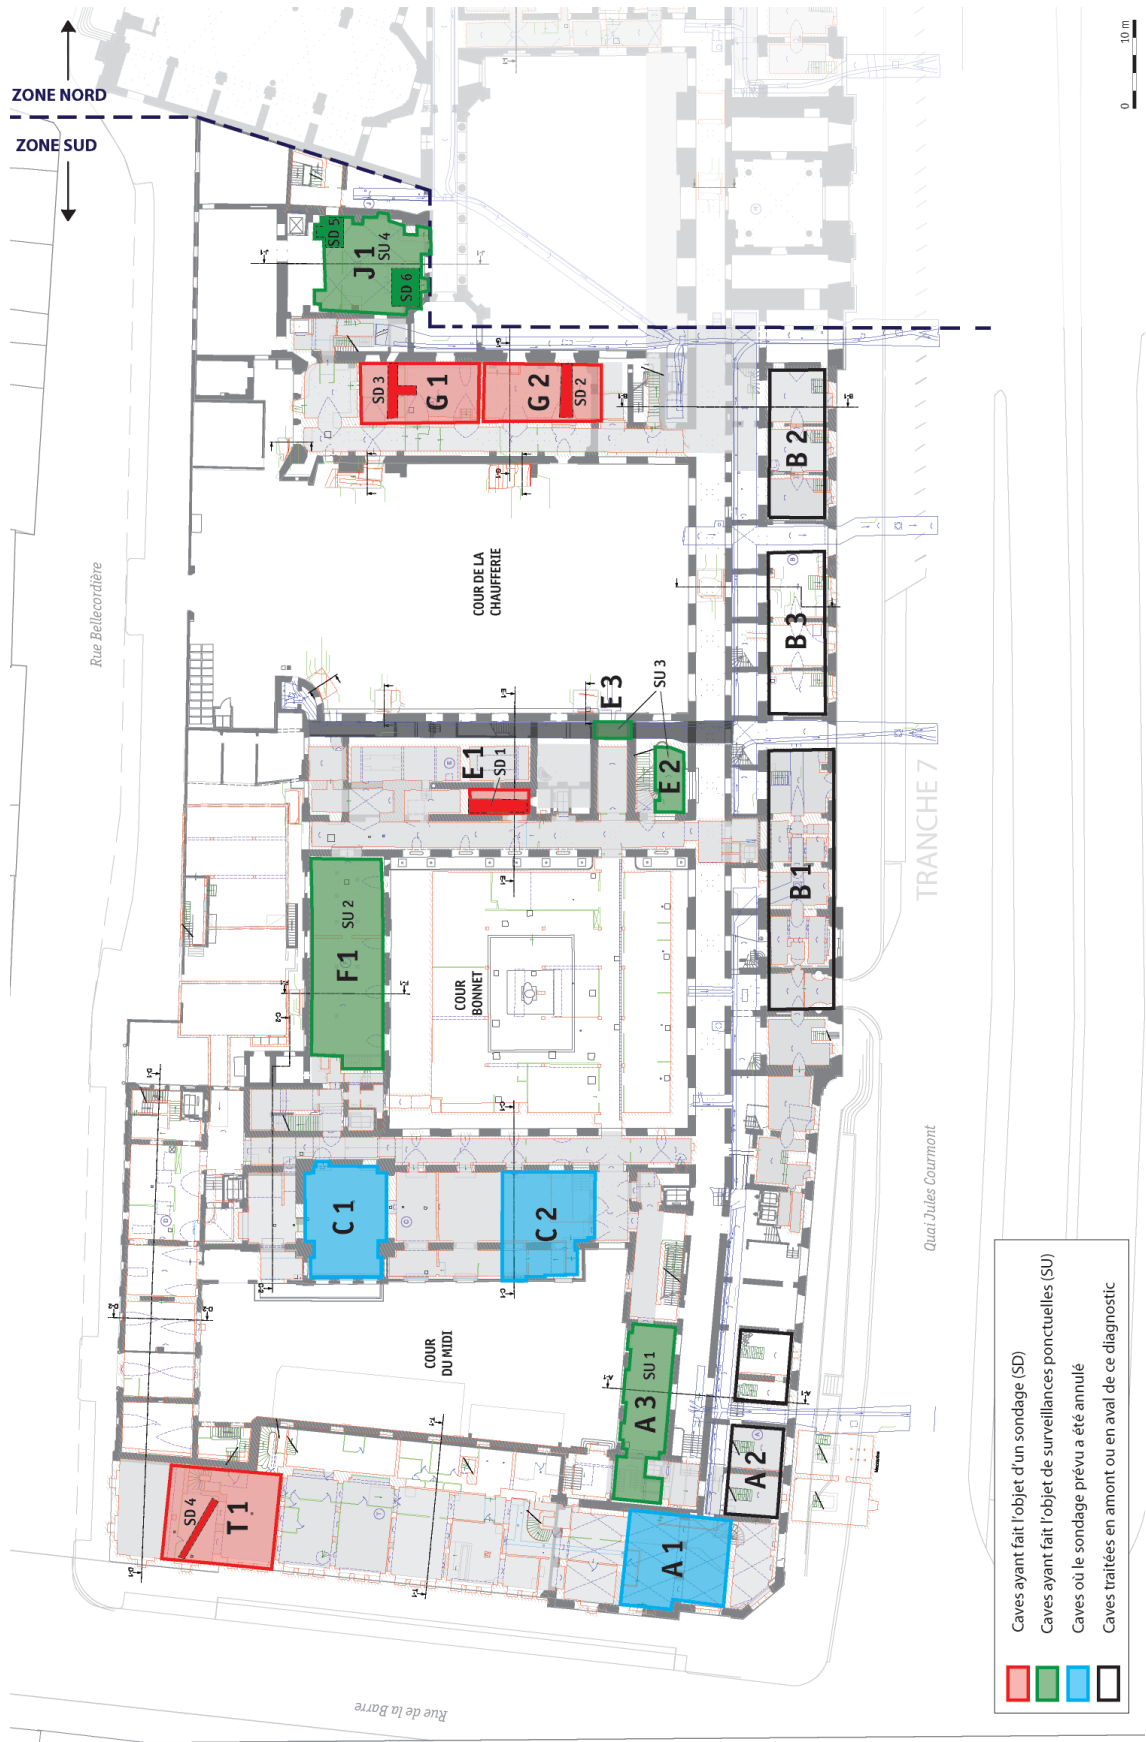 ZONE NORD
ZONE SUD
0 10 m
Rue Bellecordière
SD 5
J 1
SU 4
SD 6
SD 3
G 1
G 2
SD 2
B 2
COUR DE LA
CHAUFFERIE
B 3
E 3
SU 3
E 1
SD 1
E 2
TRANCHE 7
B 1
F 1
SU 2
COUR
BONNET
Quai Jules Courmont
C 1
C 2
COUR
DU MIDI
A 3
SU 1
A 2
SD 4
T 1
A 1
Rue de la Barre
Caves ayant fait l'objet d'un sondage (SD)
Caves ayant fait l'objet de surveillances ponctuelles (SU)
Caves où le sondage prévu a été annulé
Caves traitées en amont ou en aval de ce diagnostic